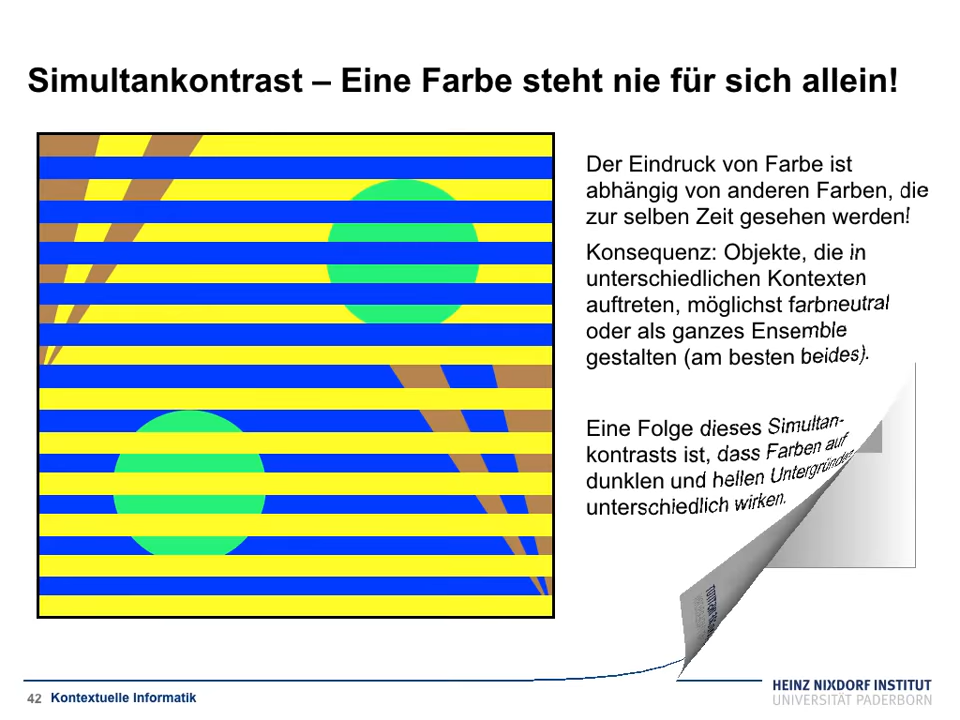 Simultankontrast – Eine Farbe steht nie für sich allein!
Der Eindruck von Farbe ist
abhängig von anderen Farben, die
zur selben Zeit gesehen werden!
Konsequenz: Objekte, die in
unterschiedlichen Kontexten
auftreten, möglichst farbneutral
oder als ganzes Ensemble
gestalten (am besten beides).
Eine Folge dieses Simultan-
kontrasts ist, dass Farben auf
dunklen und hellen Untergründen
unterschiedlich wirken.
42 Kontextuelle Informatik
HEINZ NIXDORF INSTITUT
UNIVERSITÄT PADERBORN